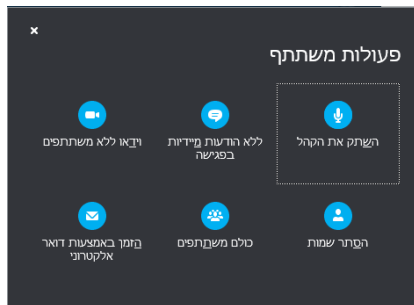 ×
פעולות משתתף
השתק את הקהל
ללא הודעות מיידיות
בפגישה
וידאו ללא משתתפים
הסתר שמות
כולם משתתפים
הזמן באמצעות דואר
אלקטרוני